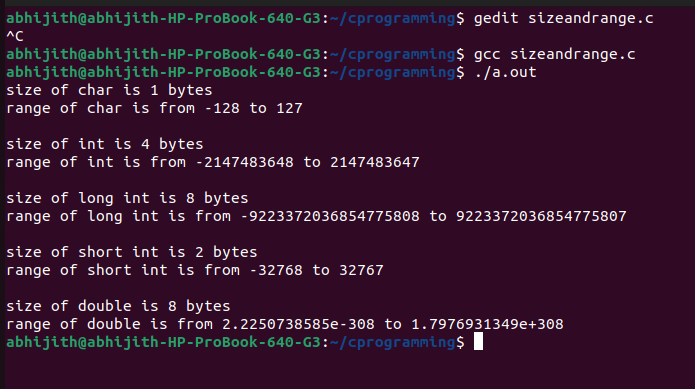 abhijith@abhijith-HP-ProBook-640-G3:~/cprogramming$ gedit sizeandrange.c
^C
abhijith@abhijith-HP-ProBook-640-G3:~/cprogramming$ gcc sizeandrange.c
abhijith@abhijith-HP-ProBook-640-G3:~/cprogramming$ ./a.out
size of char is 1 bytes
range of char is from -128 to 127
size of int is 4 bytes
range of int is from -2147483648 to 2147483647
size of long int is 8 bytes
range of long int is from -9223372036854775808 to 9223372036854775807
size of short int is 2 bytes
range of short int is from -32768 to 32767
size of double is 8 bytes
range of double is from 2.2250738585e-308 to 1.7976931349e+308
abhijith@abhijith-HP-ProBook-640-G3:~/cprogramming$